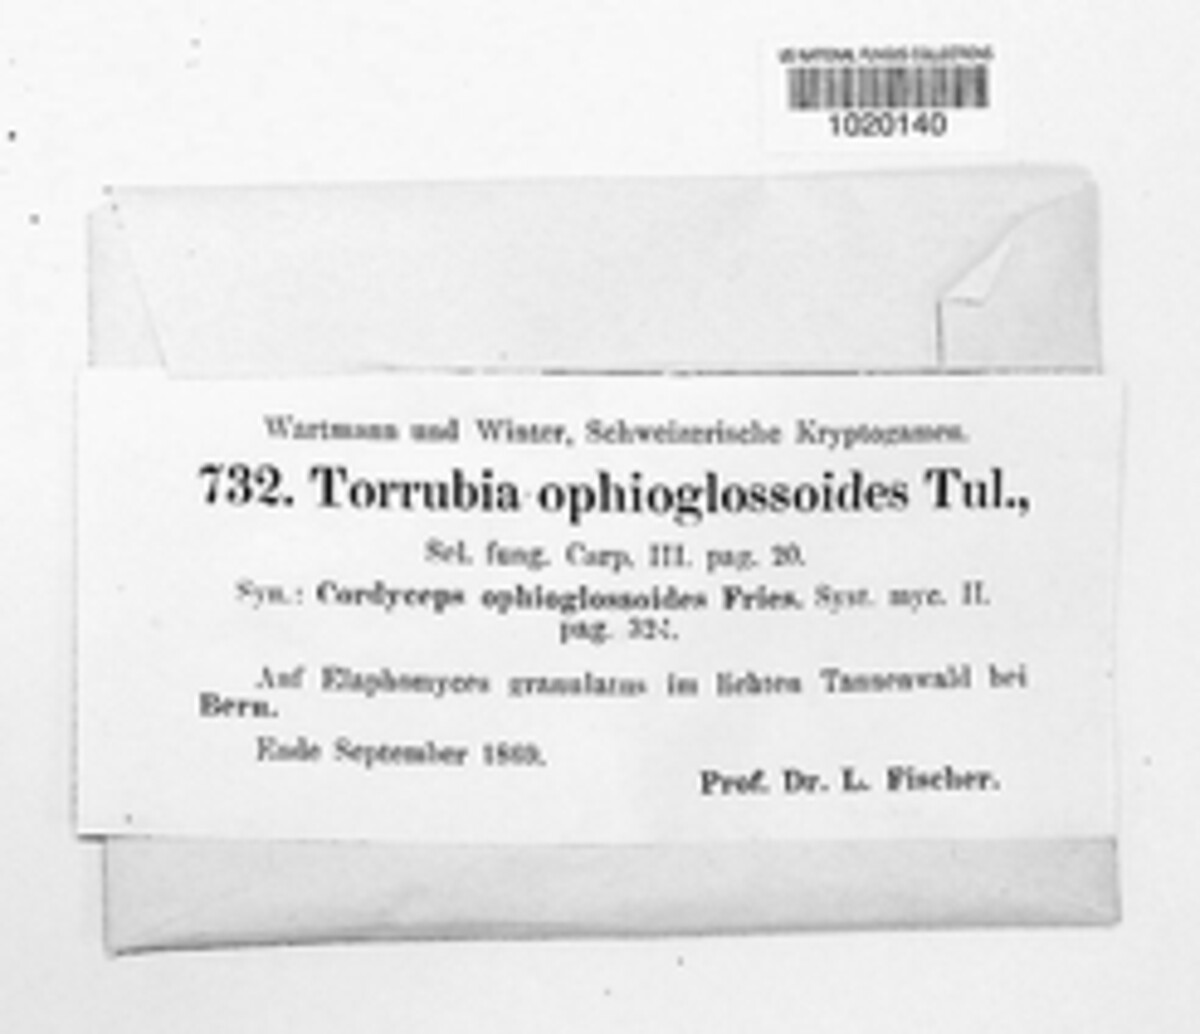 US NATIONAL FUNGUS COLLECTIONS
1020140
Wartmann und Winter, Schweizerische Kryptogamen.
732. Torrubia ophioglossoides Tul.,
Sel. fung. Carp. III. pag. 20.
Syn.: Cordyceps ophioglossoides Fries. Syst. myc. II.
pag.
Auf Elaphomyces granulatus im lichten Tannenwald bei
Bern.
Ende September 1869.
Prof. Dr. L. Fischer.